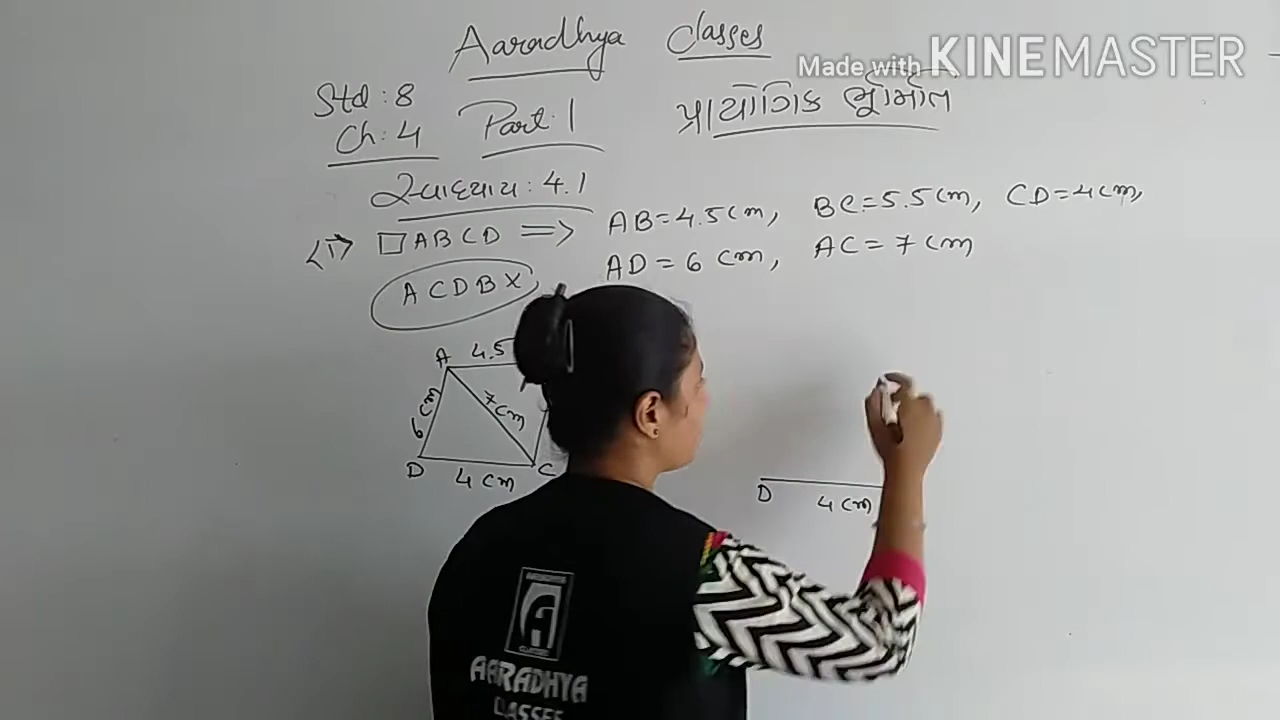 Aaradhya Classes
Made with KINEMASTER
Std : 8
Ch : 4
Part : 1
પ્રાયોગિક ભૂમિતિ
સ્વાધ્યાય : 4.1
<1> □ABCD ⇒ AB = 4.5 cm, BC = 5.5 cm, CD = 4 cm,
AD = 6 cm, AC = 7 cm
A C D B X
A 4.5
6 cm
7 cm
D 4 cm C
D 4 cm
AARADHYA
CLASSES
AARADHYA
CLASSES